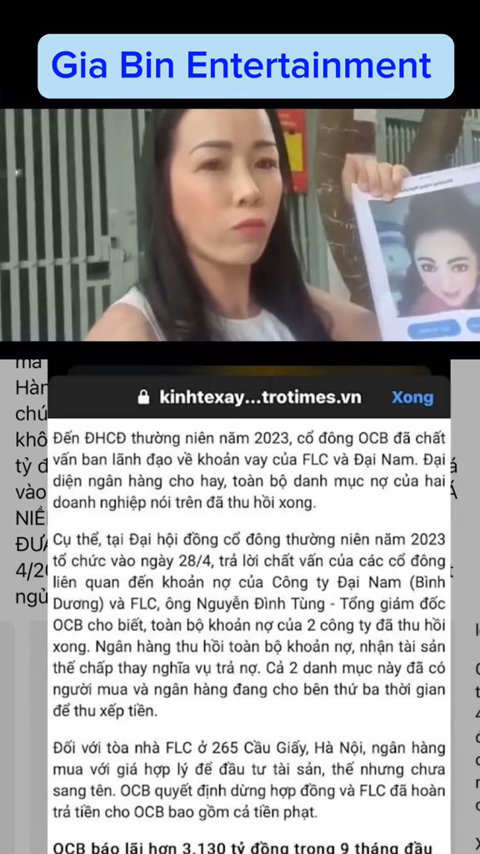 Gia Bin Entertainment
kinhtexay...trotimes.vn
Xong
Đến ĐHCĐ thường niên năm 2023, cổ đông OCB đã chất
vấn ban lãnh đạo về khoản vay của FLC và Đại Nam. Đại
diện ngân hàng cho hay, toàn bộ danh mục nợ của hai
doanh nghiệp nói trên đã thu hồi xong.
Cụ thể, tại Đại hội đồng cổ đông thường niên năm 2023
tổ chức vào ngày 28/4, trả lời chất vấn của các cổ đông
liên quan đến khoản nợ của Công ty Đại Nam (Bình
Dương) và FLC, ông Nguyễn Đình Tùng - Tổng giám đốc
OCB cho biết, toàn bộ khoản nợ của 2 công ty đã thu hồi
xong. Ngân hàng thu hồi toàn bộ khoản nợ, nhận tài sản
thế chấp thay nghĩa vụ trả nợ. Cả 2 danh mục này đã có
người mua và ngân hàng đang cho bên thứ ba thời gian
để thu xếp tiền.
Đối với tòa nhà FLC ở 265 Cầu Giấy, Hà Nội, ngân hàng
mua với giá hợp lý để đầu tư tài sản, thế nhưng chưa
sang tên. OCB quyết định dừng hợp đồng và FLC đã hoàn
trả tiền cho OCB bao gồm cả tiền phạt.
OCB báo lãi hơn 3.130 tỷ đồng trong 9 tháng đầu